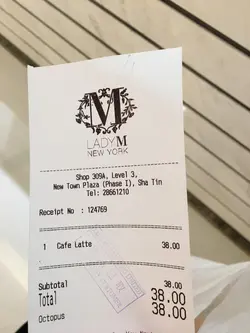 M
LADY M
NEW YORK
Shop 309A, Level 3,
New Town Plaza (Phase I), Sha Tin
Tel: 28661210
Receipt No : 124769
1 Cafe Latte 38.00
Subtotal 38.00
Total 38.00
Octopus 38.00